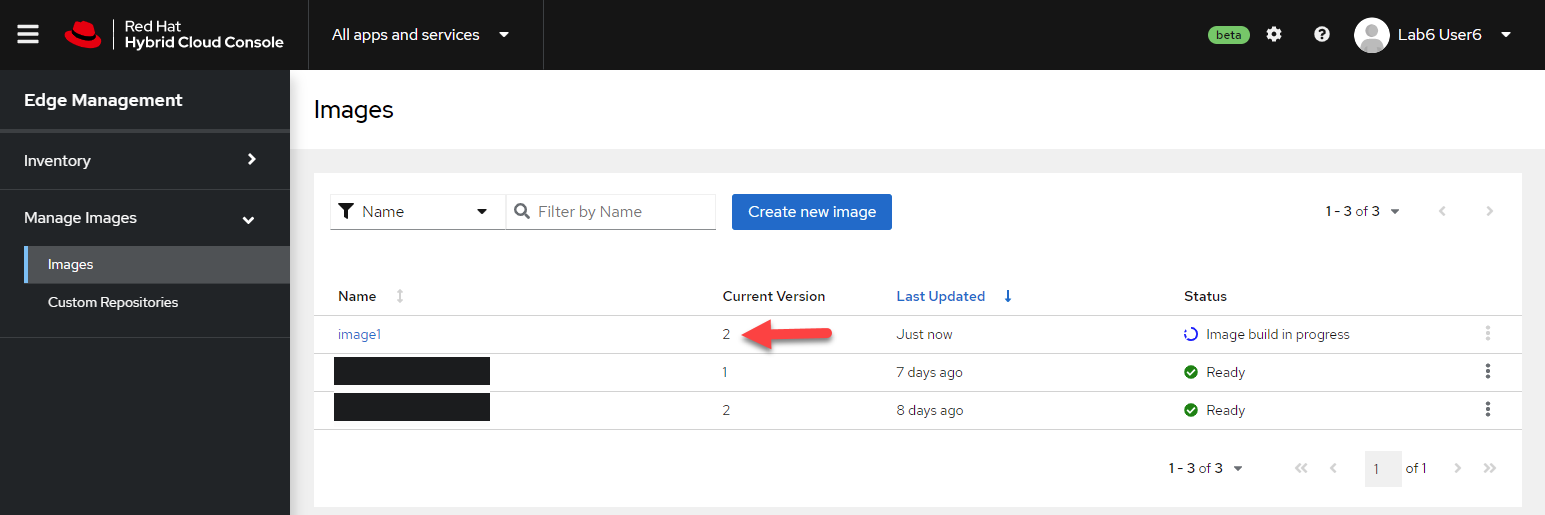 Red Hat
Hybrid Cloud Console
All apps and services
beta
Lab6 User6
Edge Management
Inventory
Manage Images
Images
Custom Repositories
Images
Name
Filter by Name
Create new image
1 - 3 of 3
Name Current Version Last Updated Status
image1 2 Just now Image build in progress
1 7 days ago Ready
2 8 days ago Ready
1 - 3 of 3
1 of 1